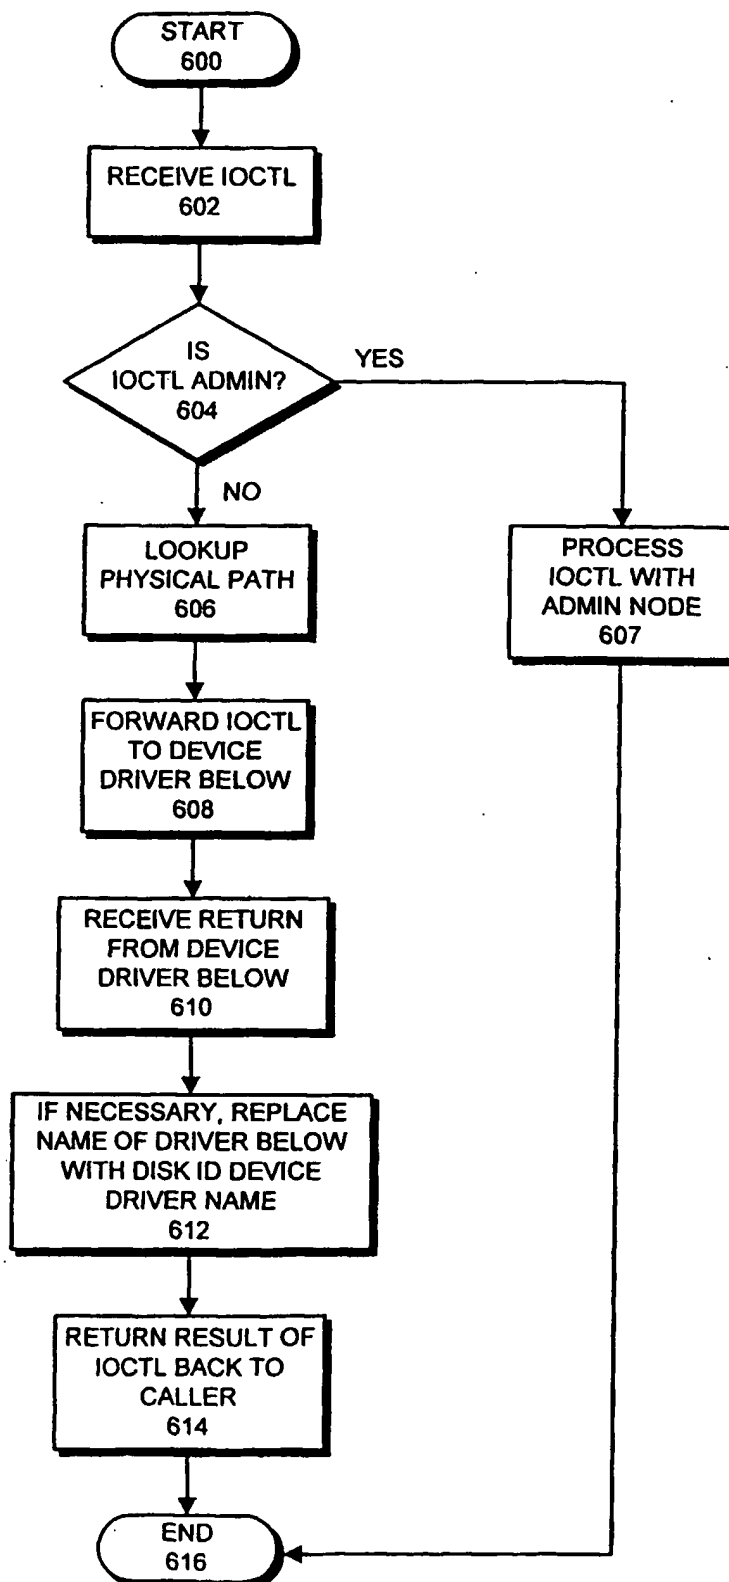 START
600
RECEIVE IOCTL
602
IS
IOCTL ADMIN?
604
YES
NO
LOOKUP
PHYSICAL PATH
606
PROCESS
IOCTL WITH
ADMIN NODE
607
FORWARD IOCTL
TO DEVICE
DRIVER BELOW
608
RECEIVE RETURN
FROM DEVICE
DRIVER BELOW
610
IF NECESSARY, REPLACE
NAME OF DRIVER BELOW
WITH DISK ID DEVICE
DRIVER NAME
612
RETURN RESULT OF
IOCTL BACK TO
CALLER
614
END
616